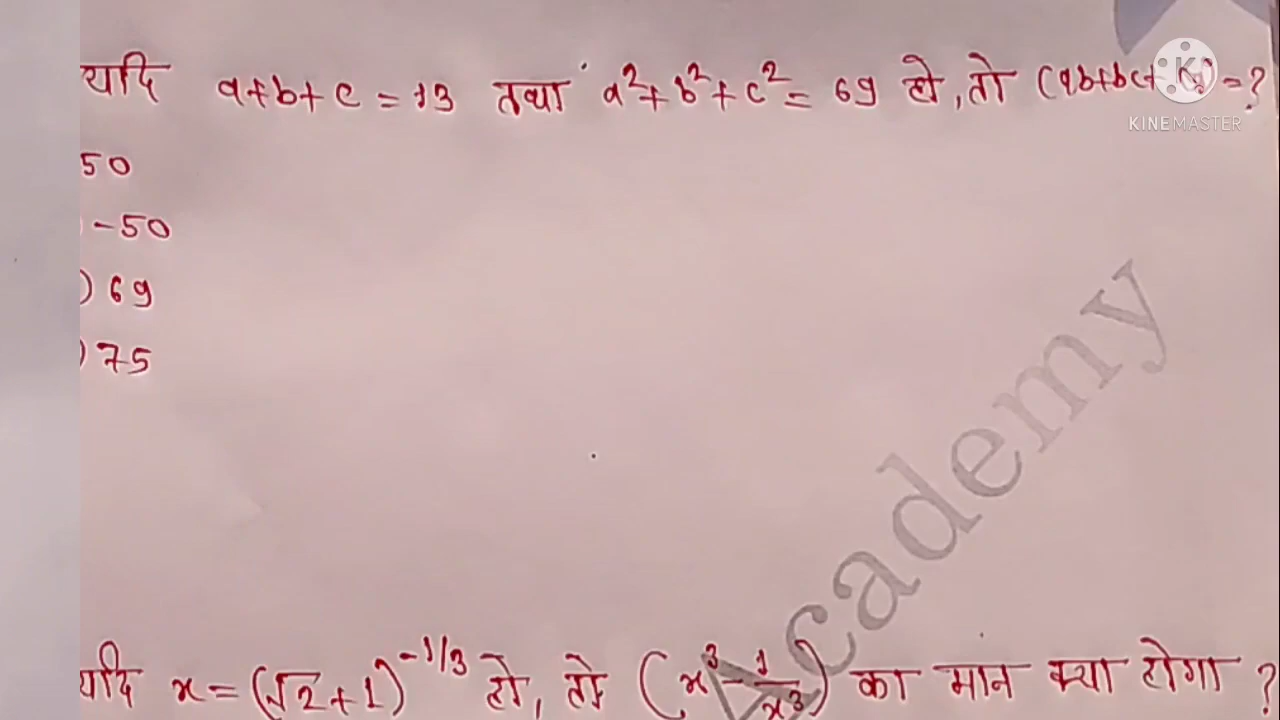 यदि a+b+c = 13 तथा a²+b²+c² = 69 हो, तो (ab+bc+ ) = ?
KINEMASTER
50
) -50
) 69
) 75
Academy
यदि x = (√2+1)^-1/3 हो, तो (x³ - 1/x³) का मान क्या होगा ?